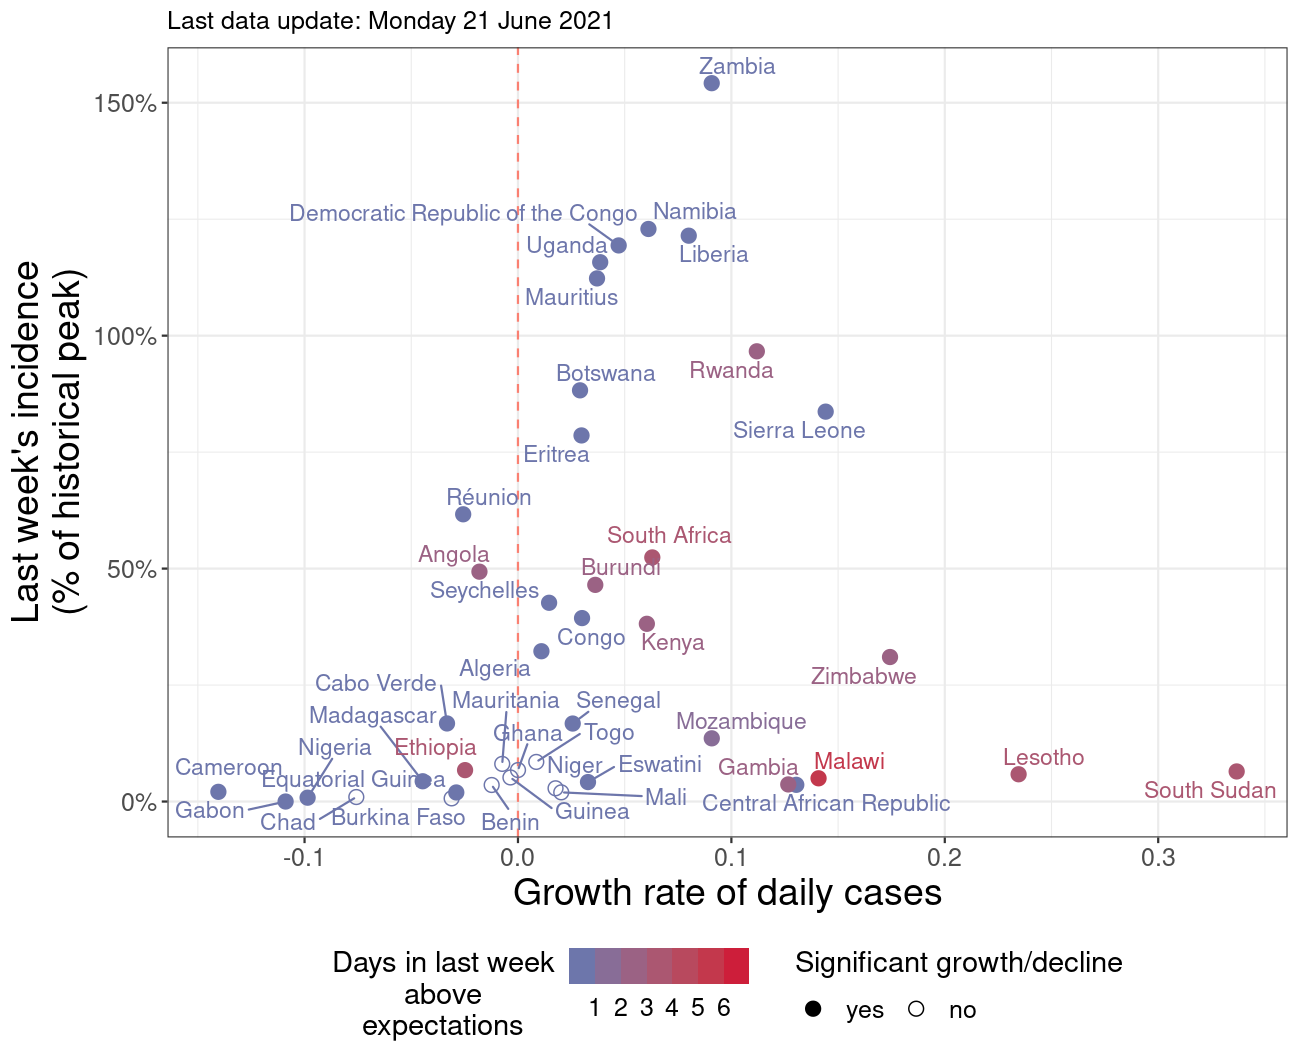 Last data update: Monday 21 June 2021
Last week's incidence
(% of historical peak)
150%
100%
50%
0%
Zambia
Democratic Republic of the Congo
Namibia
Uganda
Liberia
Mauritius
Rwanda
Botswana
Sierra Leone
Eritrea
Réunion
South Africa
Angola
Burundi
Seychelles
Congo
Kenya
Algeria
Zimbabwe
Cabo Verde
Mauritania
Senegal
Madagascar
Mozambique
Ghana
Togo
Nigeria
Ethiopia
Cameroon
Equatorial Guinea
Niger
Eswatini
Gambia
Malawi
Lesotho
South Sudan
Gabon
Chad
Burkina Faso
Benin
Guinea
Mali
Central African Republic
-0.1
0.0
0.1
0.2
0.3
Growth rate of daily cases
Days in last week
above
expectations
1 2 3 4 5 6
Significant growth/decline
yes
no